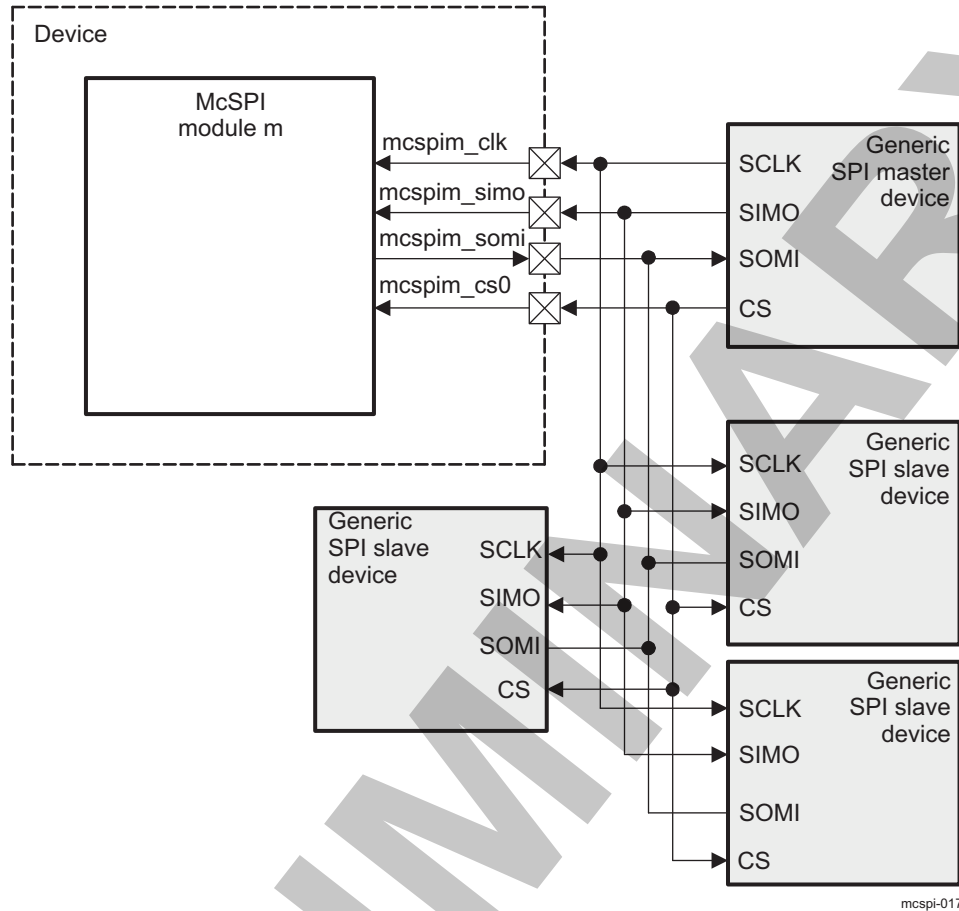 Device
McSPI
module m
mcspim_clk
mcspim_simo
mcspim_somi
mcspim_cs0
Generic
SPI master
device
SCLK
SIMO
SOMI
CS
Generic
SPI slave
device
SCLK
SIMO
SOMI
CS
Generic
SPI slave
device
SCLK
SIMO
SOMI
CS
Generic
SPI slave
device
SCLK
SIMO
SOMI
CS
mcspi-017